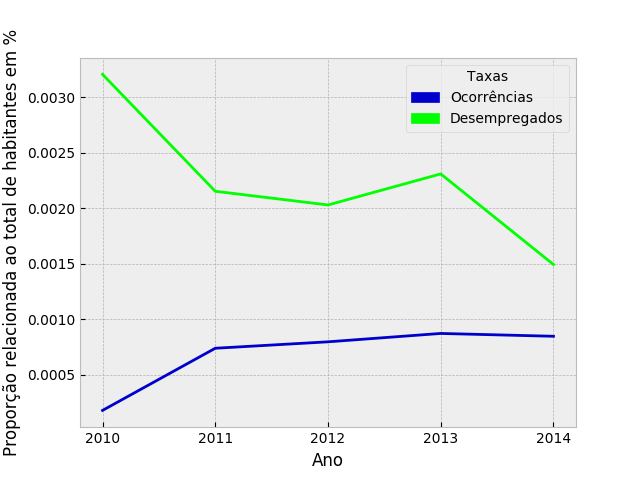 Proporção relacionada ao total de habitantes em %
0.0030
0.0025
0.0020
0.0015
0.0010
0.0005
Taxas
Ocorrências
Desempregados
2010 2011 2012 2013 2014
Ano